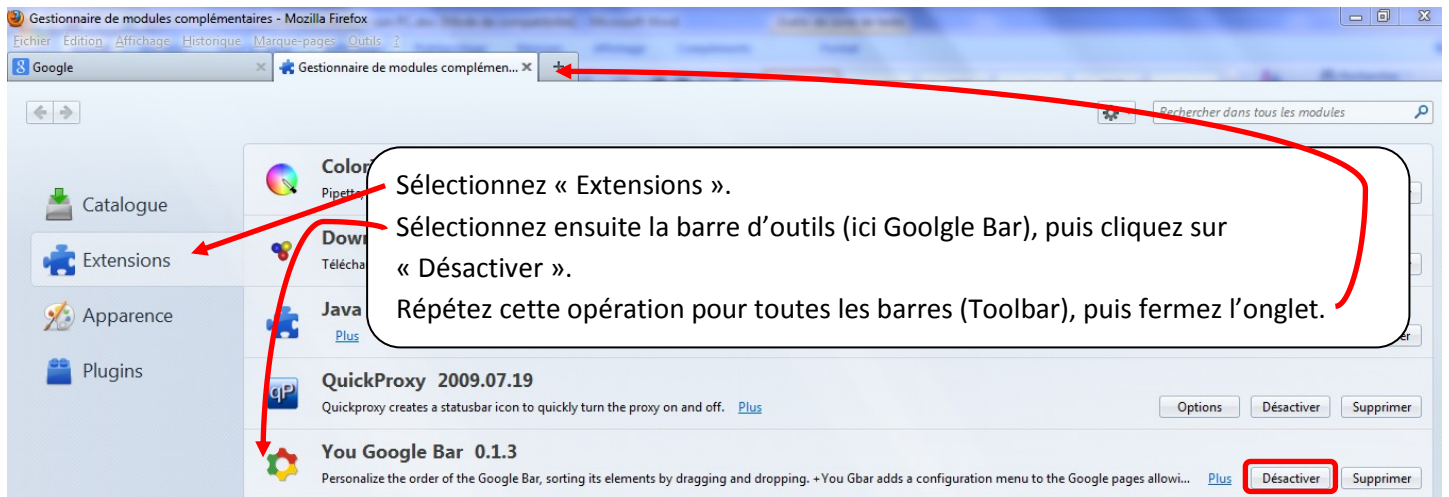 Gestionnaire de modules complémentaires - Mozilla Firefox
Fichier Edition Affichage Historique Marque-pages Outils ?
Google
Gestionnaire de modules complémen...
Rechercher dans tous les modules
Catalogue
Extensions
Apparence
Plugins
Sélectionnez « Extensions ».
Sélectionnez ensuite la barre d’outils (ici Goolgle Bar), puis cliquez sur
« Désactiver ».
Répétez cette opération pour toutes les barres (Toolbar), puis fermez l’onglet.
Java
Plus
QuickProxy 2009.07.19
Quickproxy creates a statusbar icon to quickly turn the proxy on and off. Plus
Options Désactiver Supprimer
You Google Bar 0.1.3
Personalize the order of the Google Bar, sorting its elements by dragging and dropping. +You Gbar adds a configuration menu to the Google pages allowi... Plus
Désactiver Supprimer